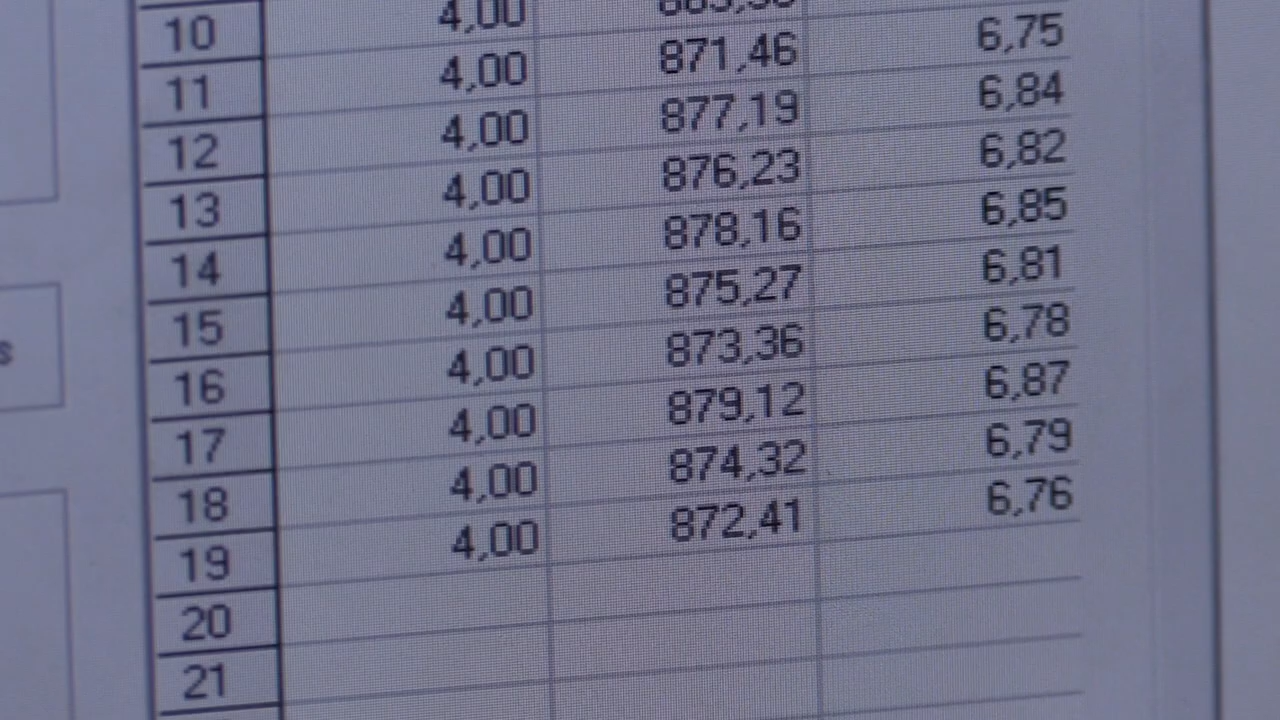 10 4,00
11 4,00 871,46 6,75
12 4,00 877,19 6,84
13 4,00 876,23 6,82
14 4,00 878,16 6,85
15 4,00 875,27 6,81
16 4,00 873,36 6,78
17 4,00 879,12 6,87
18 4,00 874,32 6,79
19 4,00 872,41 6,76
20
21
s